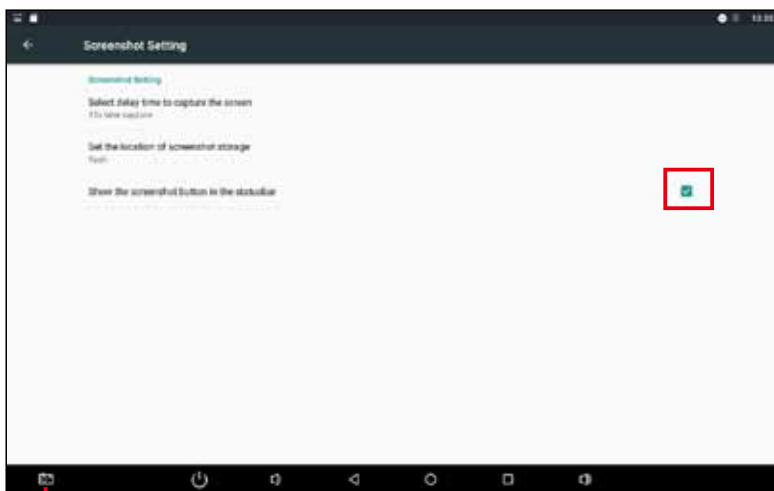 Screenshot Setting
Screenshot Setting
Select delay time to capture the screen
Set the location of screenshot storage
flash
Show the screenshot button in the statusbar